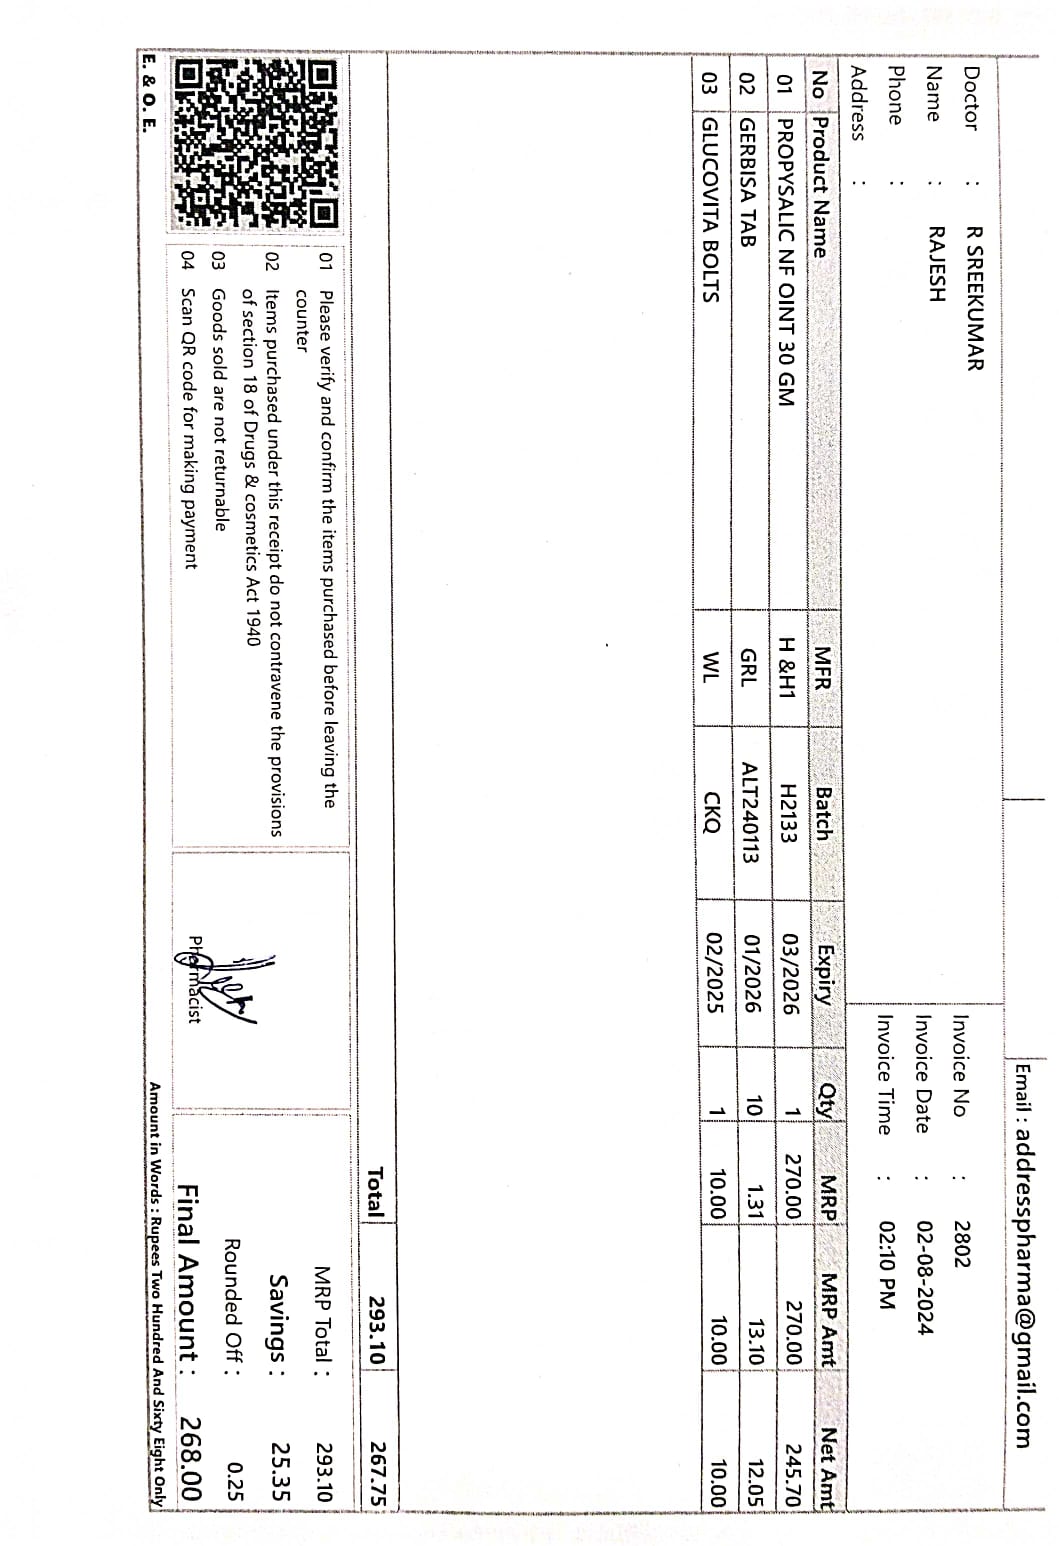 Email : addresspharma@gmail.com
Doctor : R SREEKUMAR
Name : RAJESH
Phone :
Address :
Invoice No : 2802
Invoice Date : 02-08-2024
Invoice Time : 02:10 PM
No Product Name MFR Batch Expiry Qty MRP MRP Amt Net Amt
01 PROPYSALIC NF OINT 30 GM H &H1 H2133 03/2026 1 270.00 270.00 245.70
02 GERBISA TAB GRL ALT240113 01/2026 10 1.31 13.10 12.05
03 GLUCOVITA BOLTS WL CKQ 02/2025 1 10.00 10.00 10.00
Total 293.10 267.75
01 Please verify and confirm the items purchased before leaving the
counter
02 Items purchased under this receipt do not contravene the provisions
of section 18 of Drugs & cosmetics Act 1940
03 Goods sold are not returnable
04 Scan QR code for making payment
Pharmacist
MRP Total : 293.10
Savings : 25.35
Rounded Off : 0.25
Final Amount : 268.00
E. & O. E.
Amount in Words : Rupees Two Hundred And Sixty Eight Only